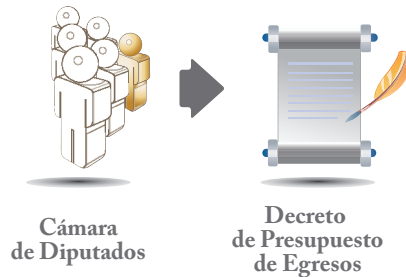 Cámara
de Diputados
Decreto
de Presupuesto
de Egresos